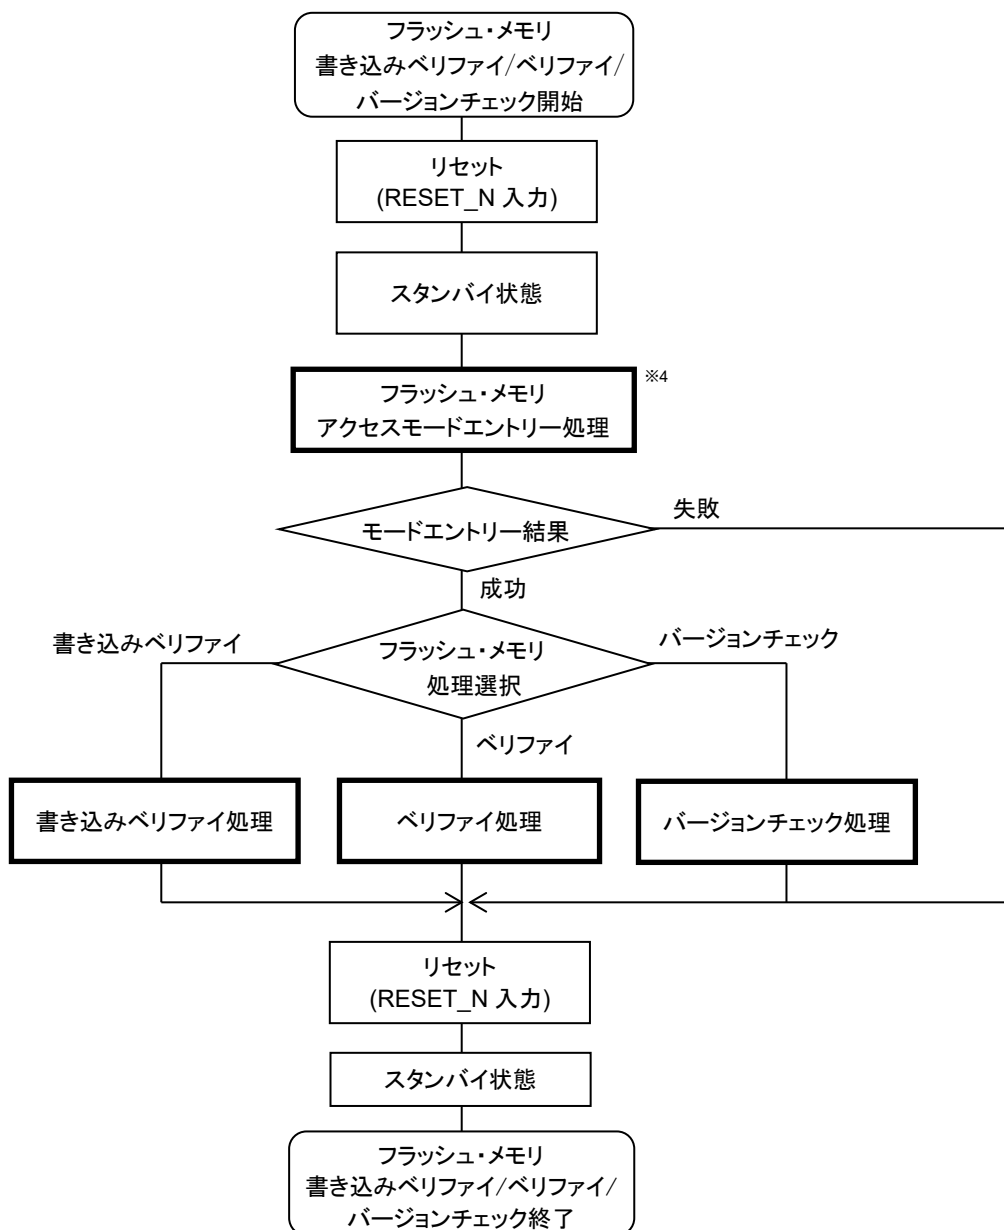 フラッシュ・メモリ
書き込みベリファイ/ベリファイ/
バージョンチェック開始
リセット
(RESET_N 入力)
スタンバイ状態
フラッシュ・メモリ
アクセスモードエントリー処理
※4
モードエントリー結果
失敗
成功
フラッシュ・メモリ
処理選択
書き込みベリファイ
バージョンチェック
ベリファイ
書き込みベリファイ処理
ベリファイ処理
バージョンチェック処理
リセット
(RESET_N 入力)
スタンバイ状態
フラッシュ・メモリ
書き込みベリファイ/ベリファイ/
バージョンチェック終了